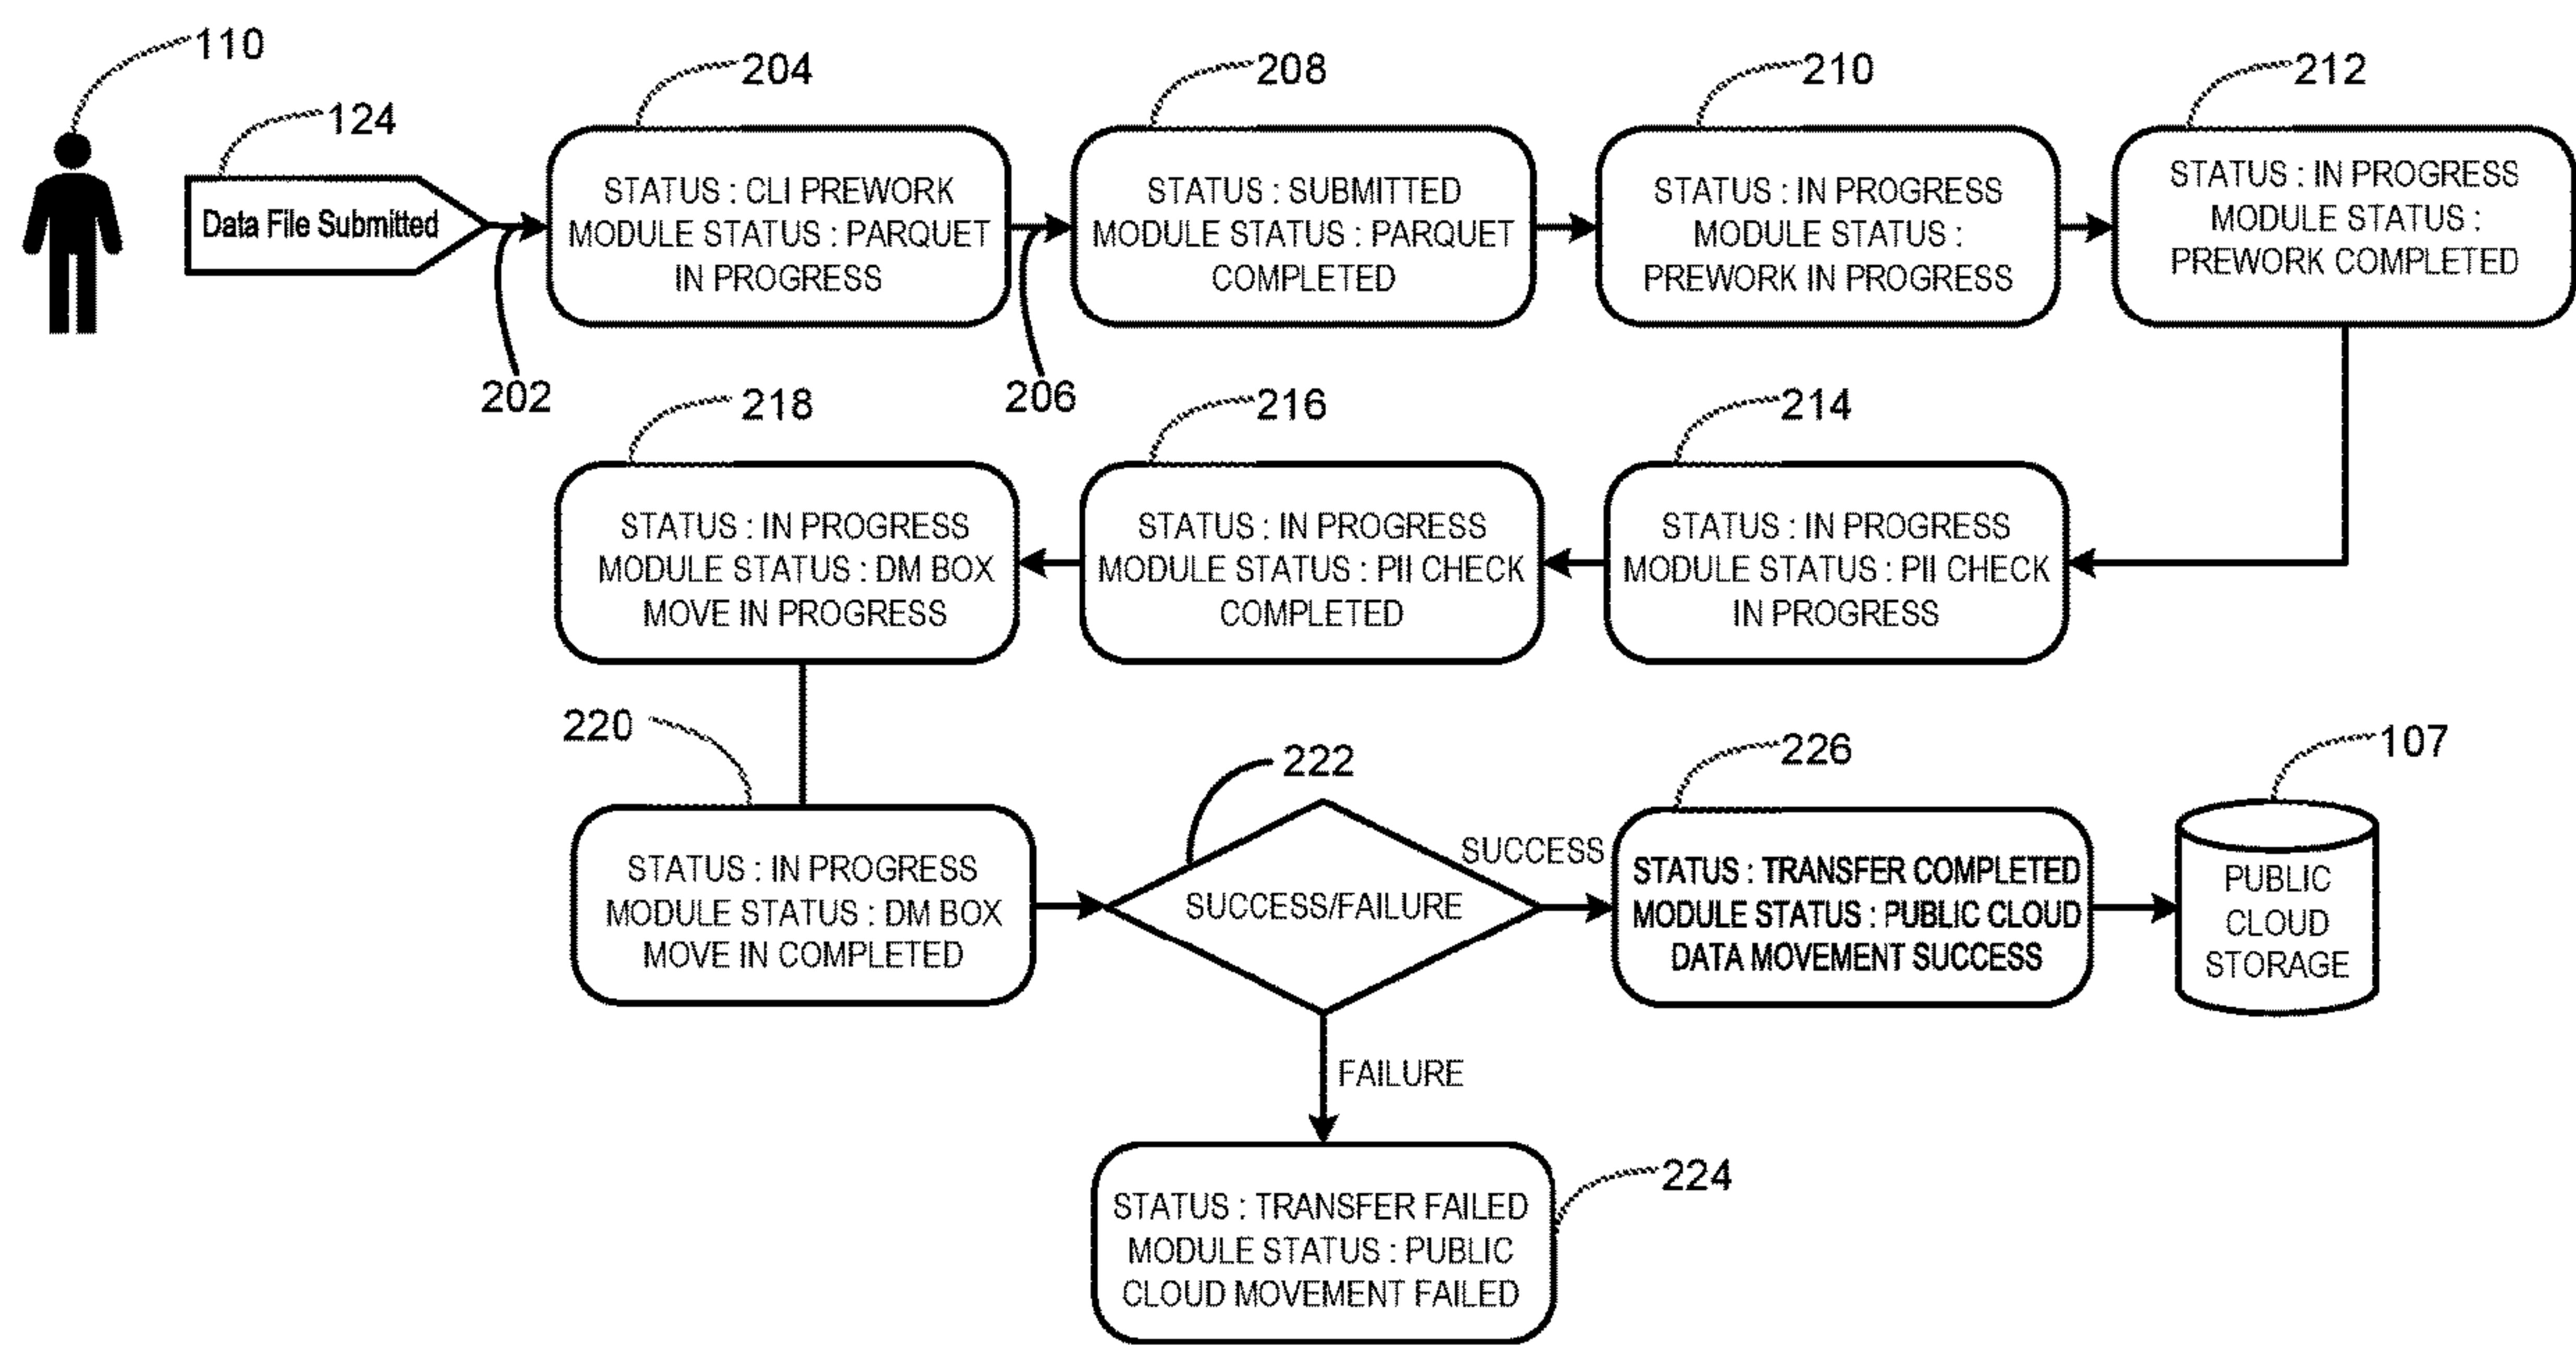 110
124
Data File Submitted
202
204
STATUS : CLI PREWORK
MODULE STATUS : PARQUET
IN PROGRESS
206
208
STATUS : SUBMITTED
MODULE STATUS : PARQUET
COMPLETED
210
STATUS : IN PROGRESS
MODULE STATUS :
PREWORK IN PROGRESS
212
STATUS : IN PROGRESS
MODULE STATUS :
PREWORK COMPLETED
214
STATUS : IN PROGRESS
MODULE STATUS : PII CHECK
IN PROGRESS
216
STATUS : IN PROGRESS
MODULE STATUS : PII CHECK
COMPLETED
218
STATUS : IN PROGRESS
MODULE STATUS : DM BOX
MOVE IN PROGRESS
220
STATUS : IN PROGRESS
MODULE STATUS : DM BOX
MOVE IN COMPLETED
222
SUCCESS/FAILURE
SUCCESS
226
STATUS : TRANSFER COMPLETED
MODULE STATUS : PUBLIC CLOUD
DATA MOVEMENT SUCCESS
107
PUBLIC
CLOUD
STORAGE
FAILURE
224
STATUS : TRANSFER FAILED
MODULE STATUS : PUBLIC
CLOUD MOVEMENT FAILED